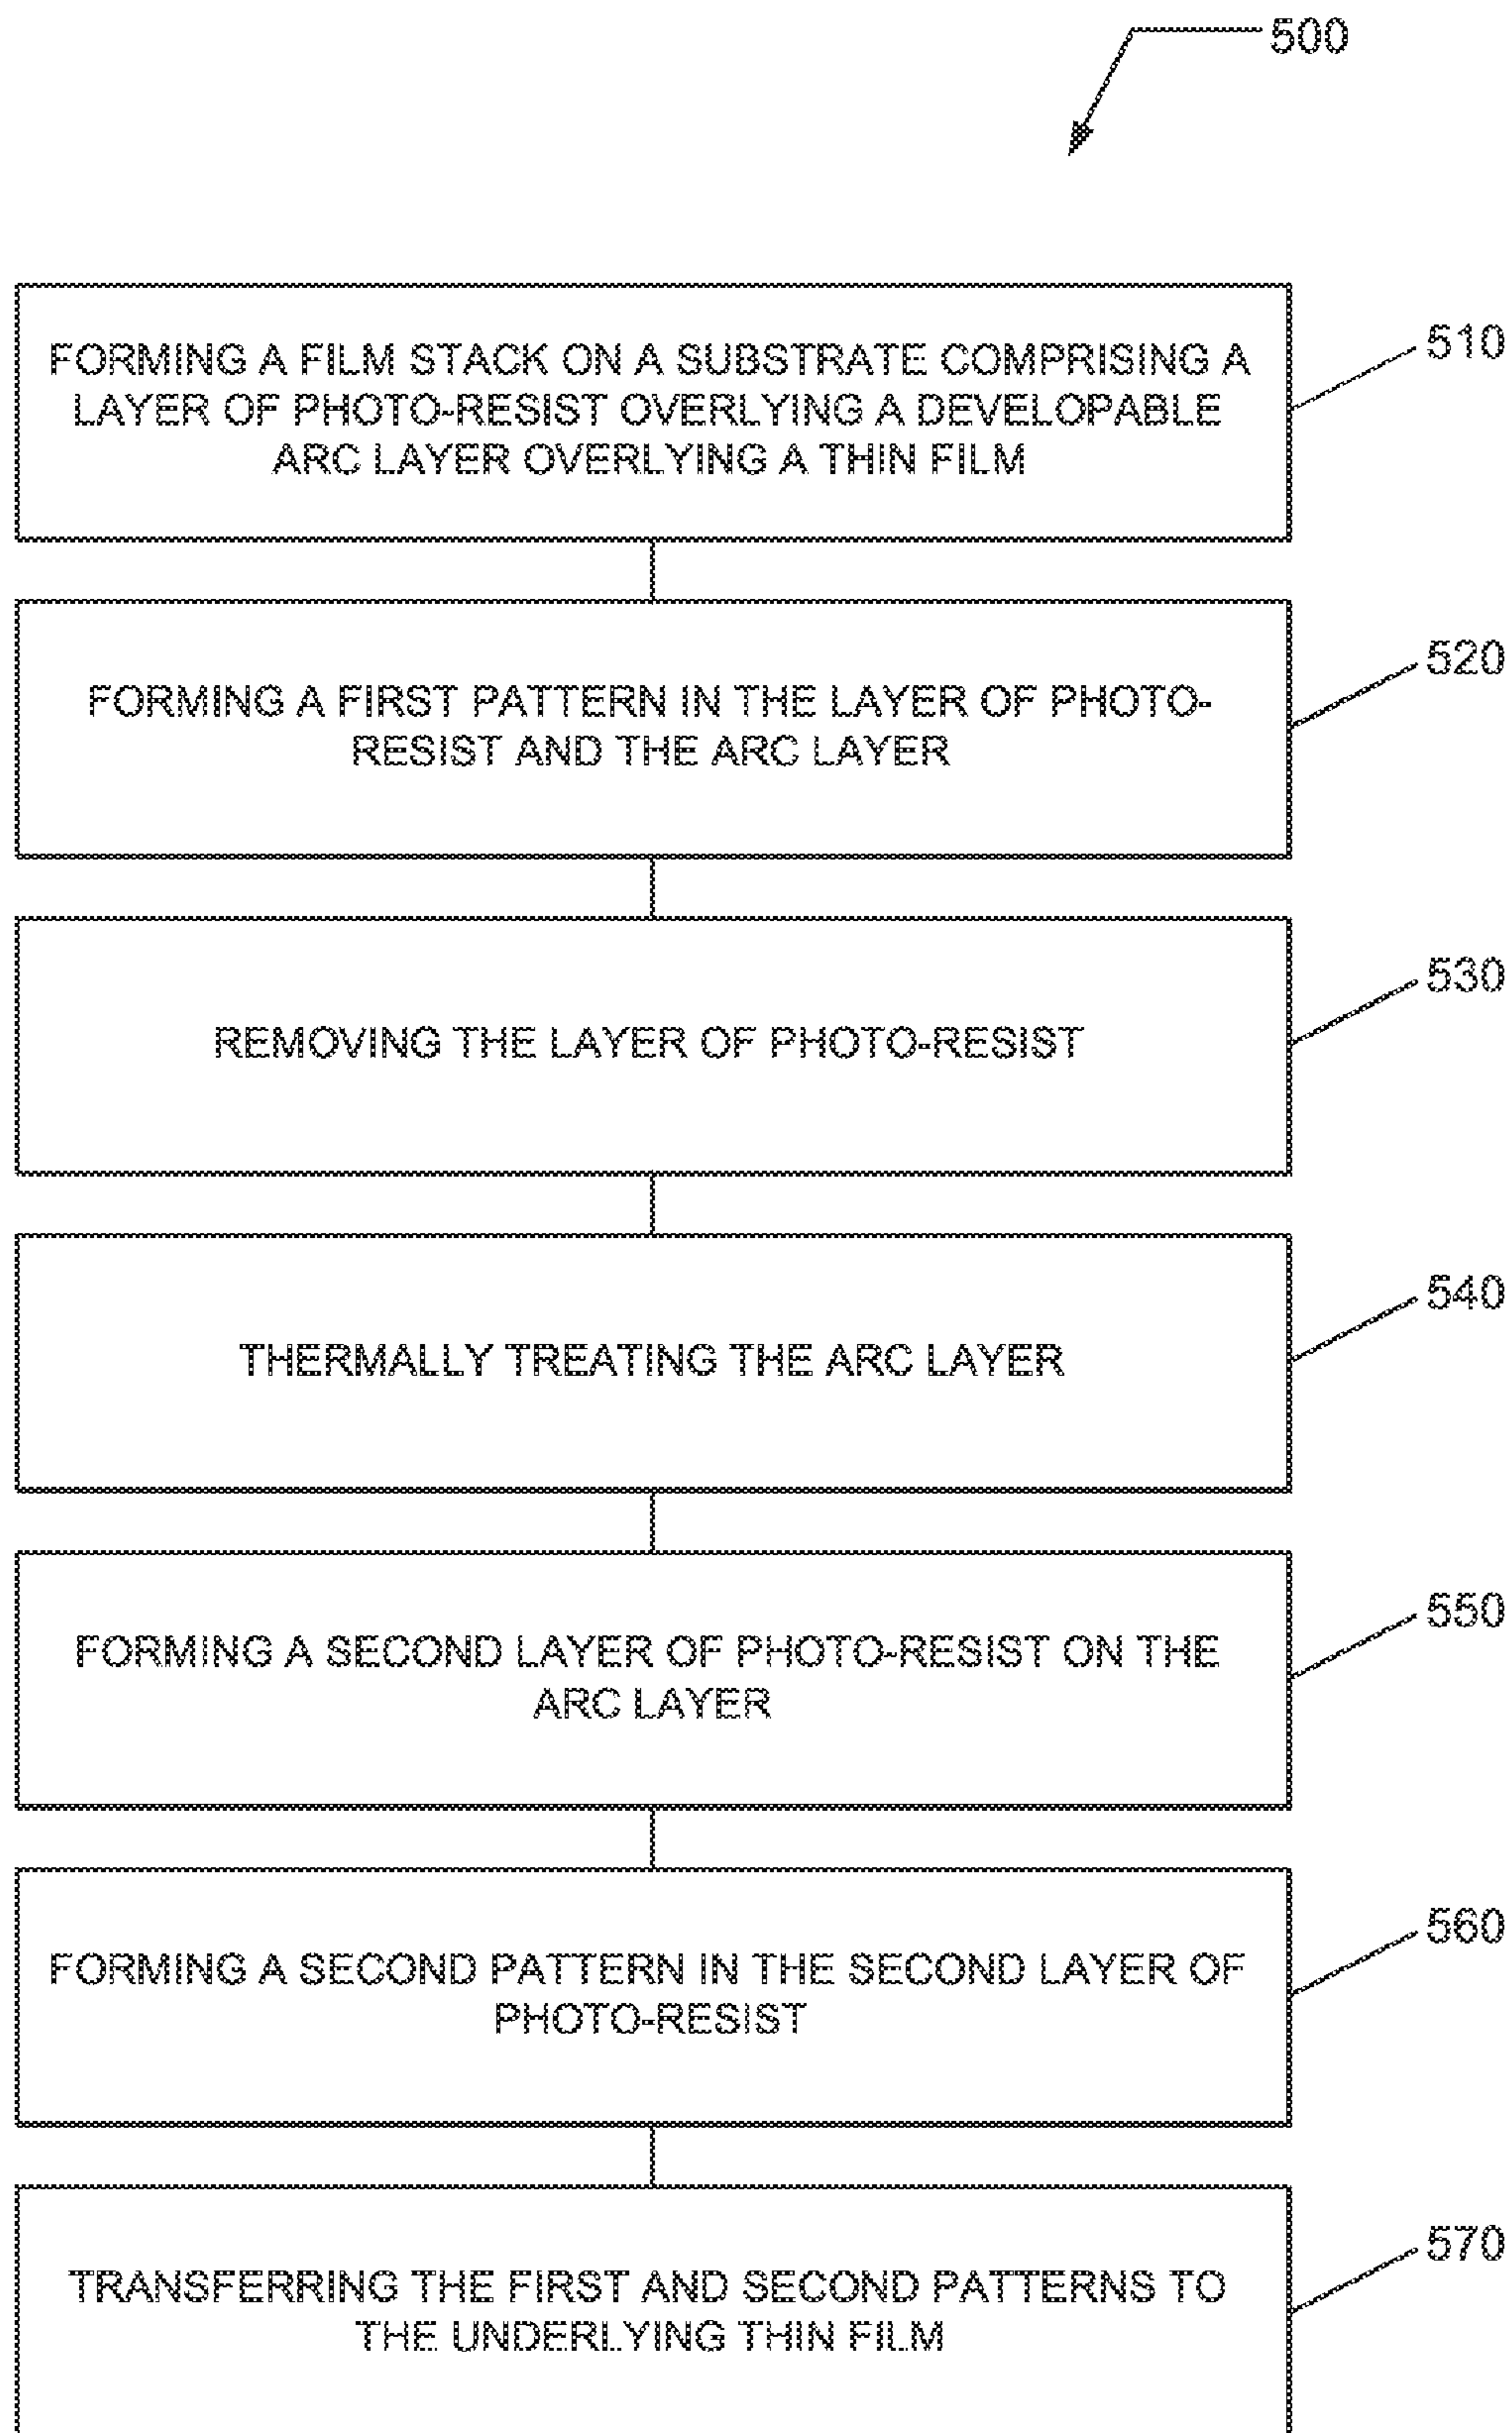 500
FORMING A FILM STACK ON A SUBSTRATE COMPRISING A
LAYER OF PHOTO-RESIST OVERLYING A DEVELOPABLE
ARC LAYER OVERLYING A THIN FILM
510
FORMING A FIRST PATTERN IN THE LAYER OF PHOTO-
RESIST AND THE ARC LAYER
520
REMOVING THE LAYER OF PHOTO-RESIST
530
THERMALLY TREATING THE ARC LAYER
540
FORMING A SECOND LAYER OF PHOTO-RESIST ON THE
ARC LAYER
550
FORMING A SECOND PATTERN IN THE SECOND LAYER OF
PHOTO-RESIST
560
TRANSFERRING THE FIRST AND SECOND PATTERNS TO
THE UNDERLYING THIN FILM
570